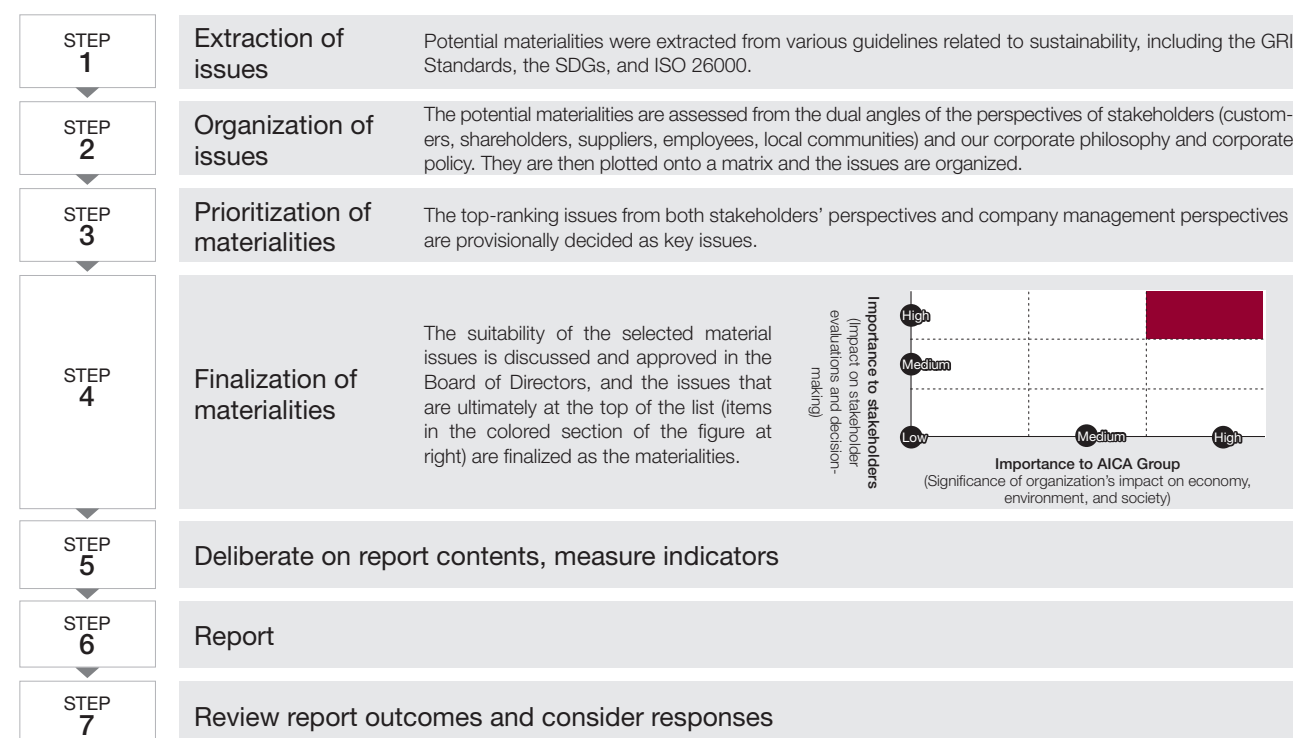 STEP
1
Extraction of
issues
Potential materialities were extracted from various guidelines related to sustainability, including the GRI
Standards, the SDGs, and ISO 26000.
STEP
2
Organization of
issues
The potential materialities are assessed from the dual angles of the perspectives of stakeholders (custom-
ers, shareholders, suppliers, employees, local communities) and our corporate philosophy and corporate
policy. They are then plotted onto a matrix and the issues are organized.
STEP
3
Prioritization of
materialities
The top-ranking issues from both stakeholders’ perspectives and company management perspectives
are provisionally decided as key issues.
STEP
4
Finalization of
materialities
The suitability of the selected material
issues is discussed and approved in the
Board of Directors, and the issues that
are ultimately at the top of the list (items
in the colored section of the figure at
right) are finalized as the materialities.
Importance to stakeholders
(Impact on stakeholder
evaluations and decision-
making)
High
Medium
Low
Medium
High
Importance to AICA Group
(Significance of organization’s impact on economy,
environment, and society)
STEP
5
Deliberate on report contents, measure indicators
STEP
6
Report
STEP
7
Review report outcomes and consider responses